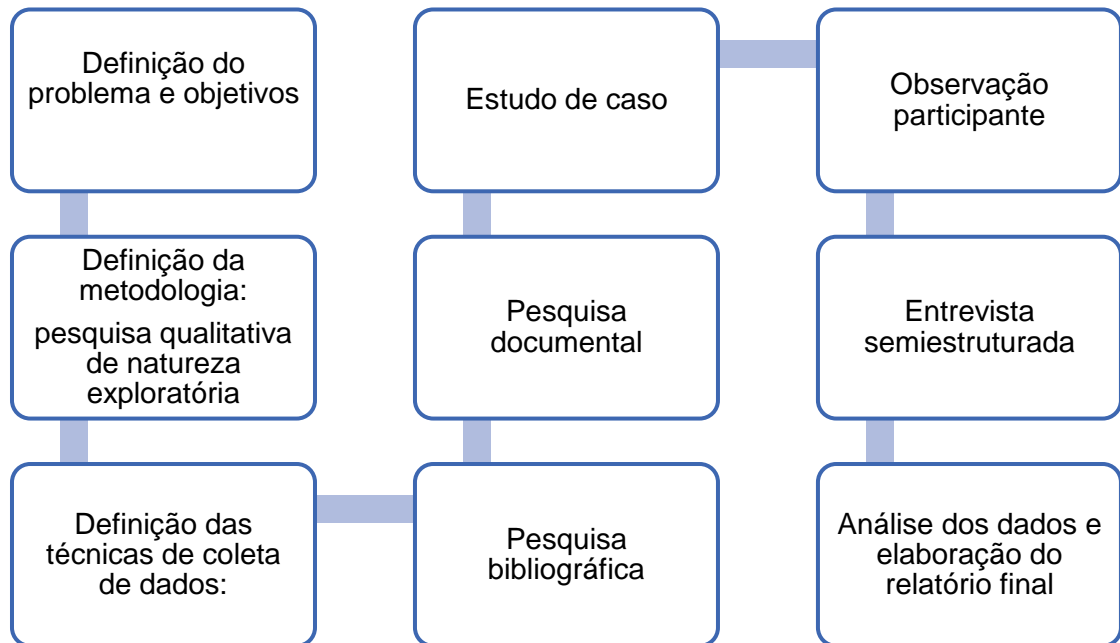 Definição do
problema e objetivos
Definição da
metodologia:
pesquisa qualitativa
de natureza
exploratória
Definição das
técnicas de coleta
de dados:
Pesquisa
bibliográfica
Pesquisa
documental
Estudo de caso
Observação
participante
Entrevista
semiestruturada
Análise dos dados e
elaboração do
relatório final